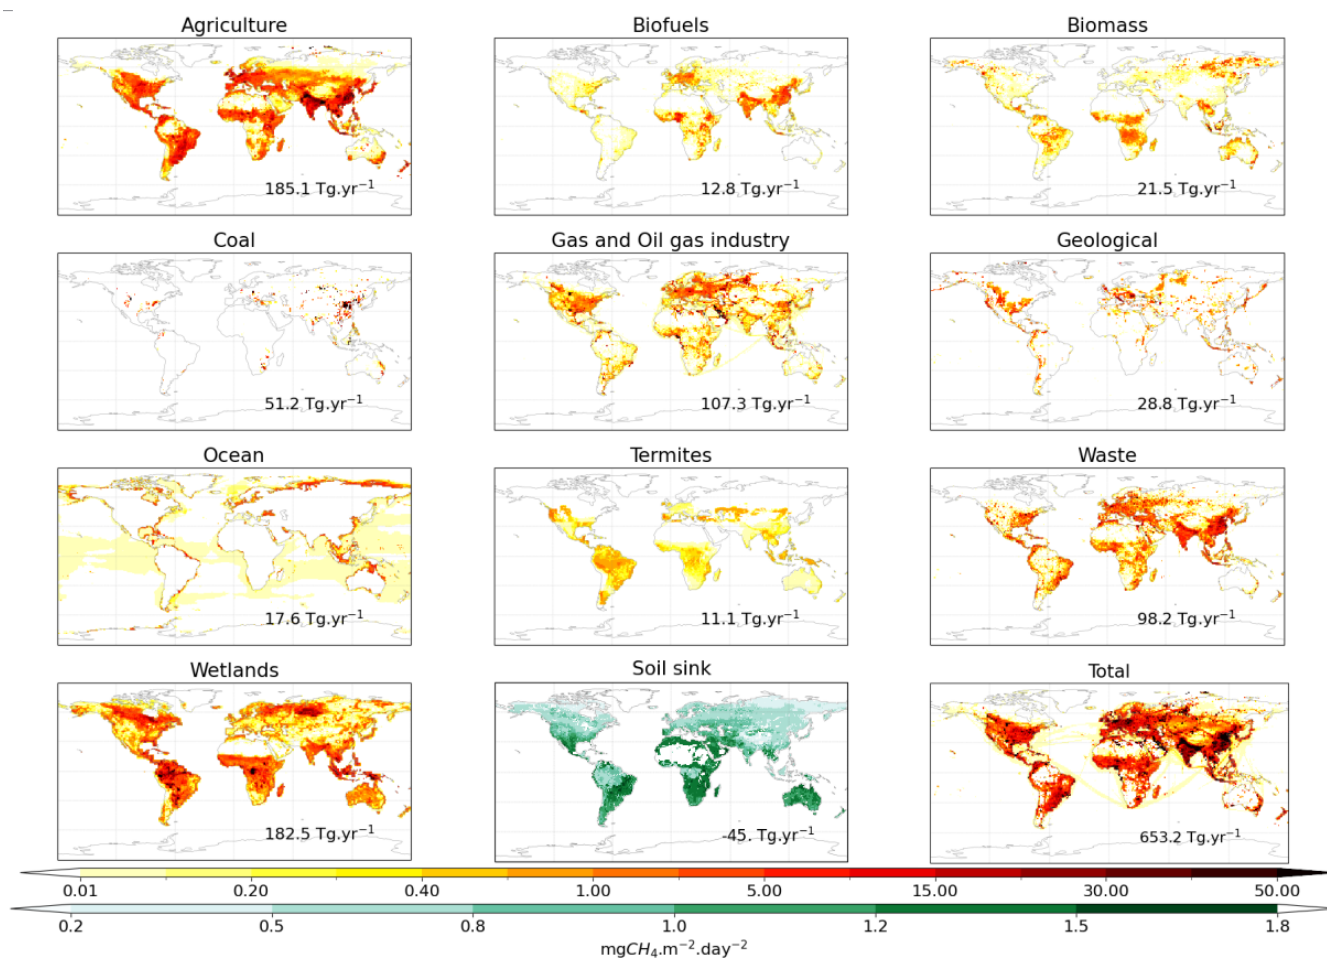 Agriculture
Biofuels
Biomass
185.1 Tg.yr⁻¹
12.8 Tg.yr⁻¹
21.5 Tg.yr⁻¹
Coal
Gas and Oil gas industry
Geological
51.2 Tg.yr⁻¹
107.3 Tg.yr⁻¹
28.8 Tg.yr⁻¹
Ocean
Termites
Waste
17.6 Tg.yr⁻¹
11.1 Tg.yr⁻¹
98.2 Tg.yr⁻¹
Wetlands
Soil sink
Total
182.5 Tg.yr⁻¹
-45. Tg.yr⁻¹
653.2 Tg.yr⁻¹
0.01 0.20 0.40 1.00 5.00 15.00 30.00 50.00
0.2 0.5 0.8 1.0 1.2 1.5 1.8
mgCH₄.m⁻².day⁻²